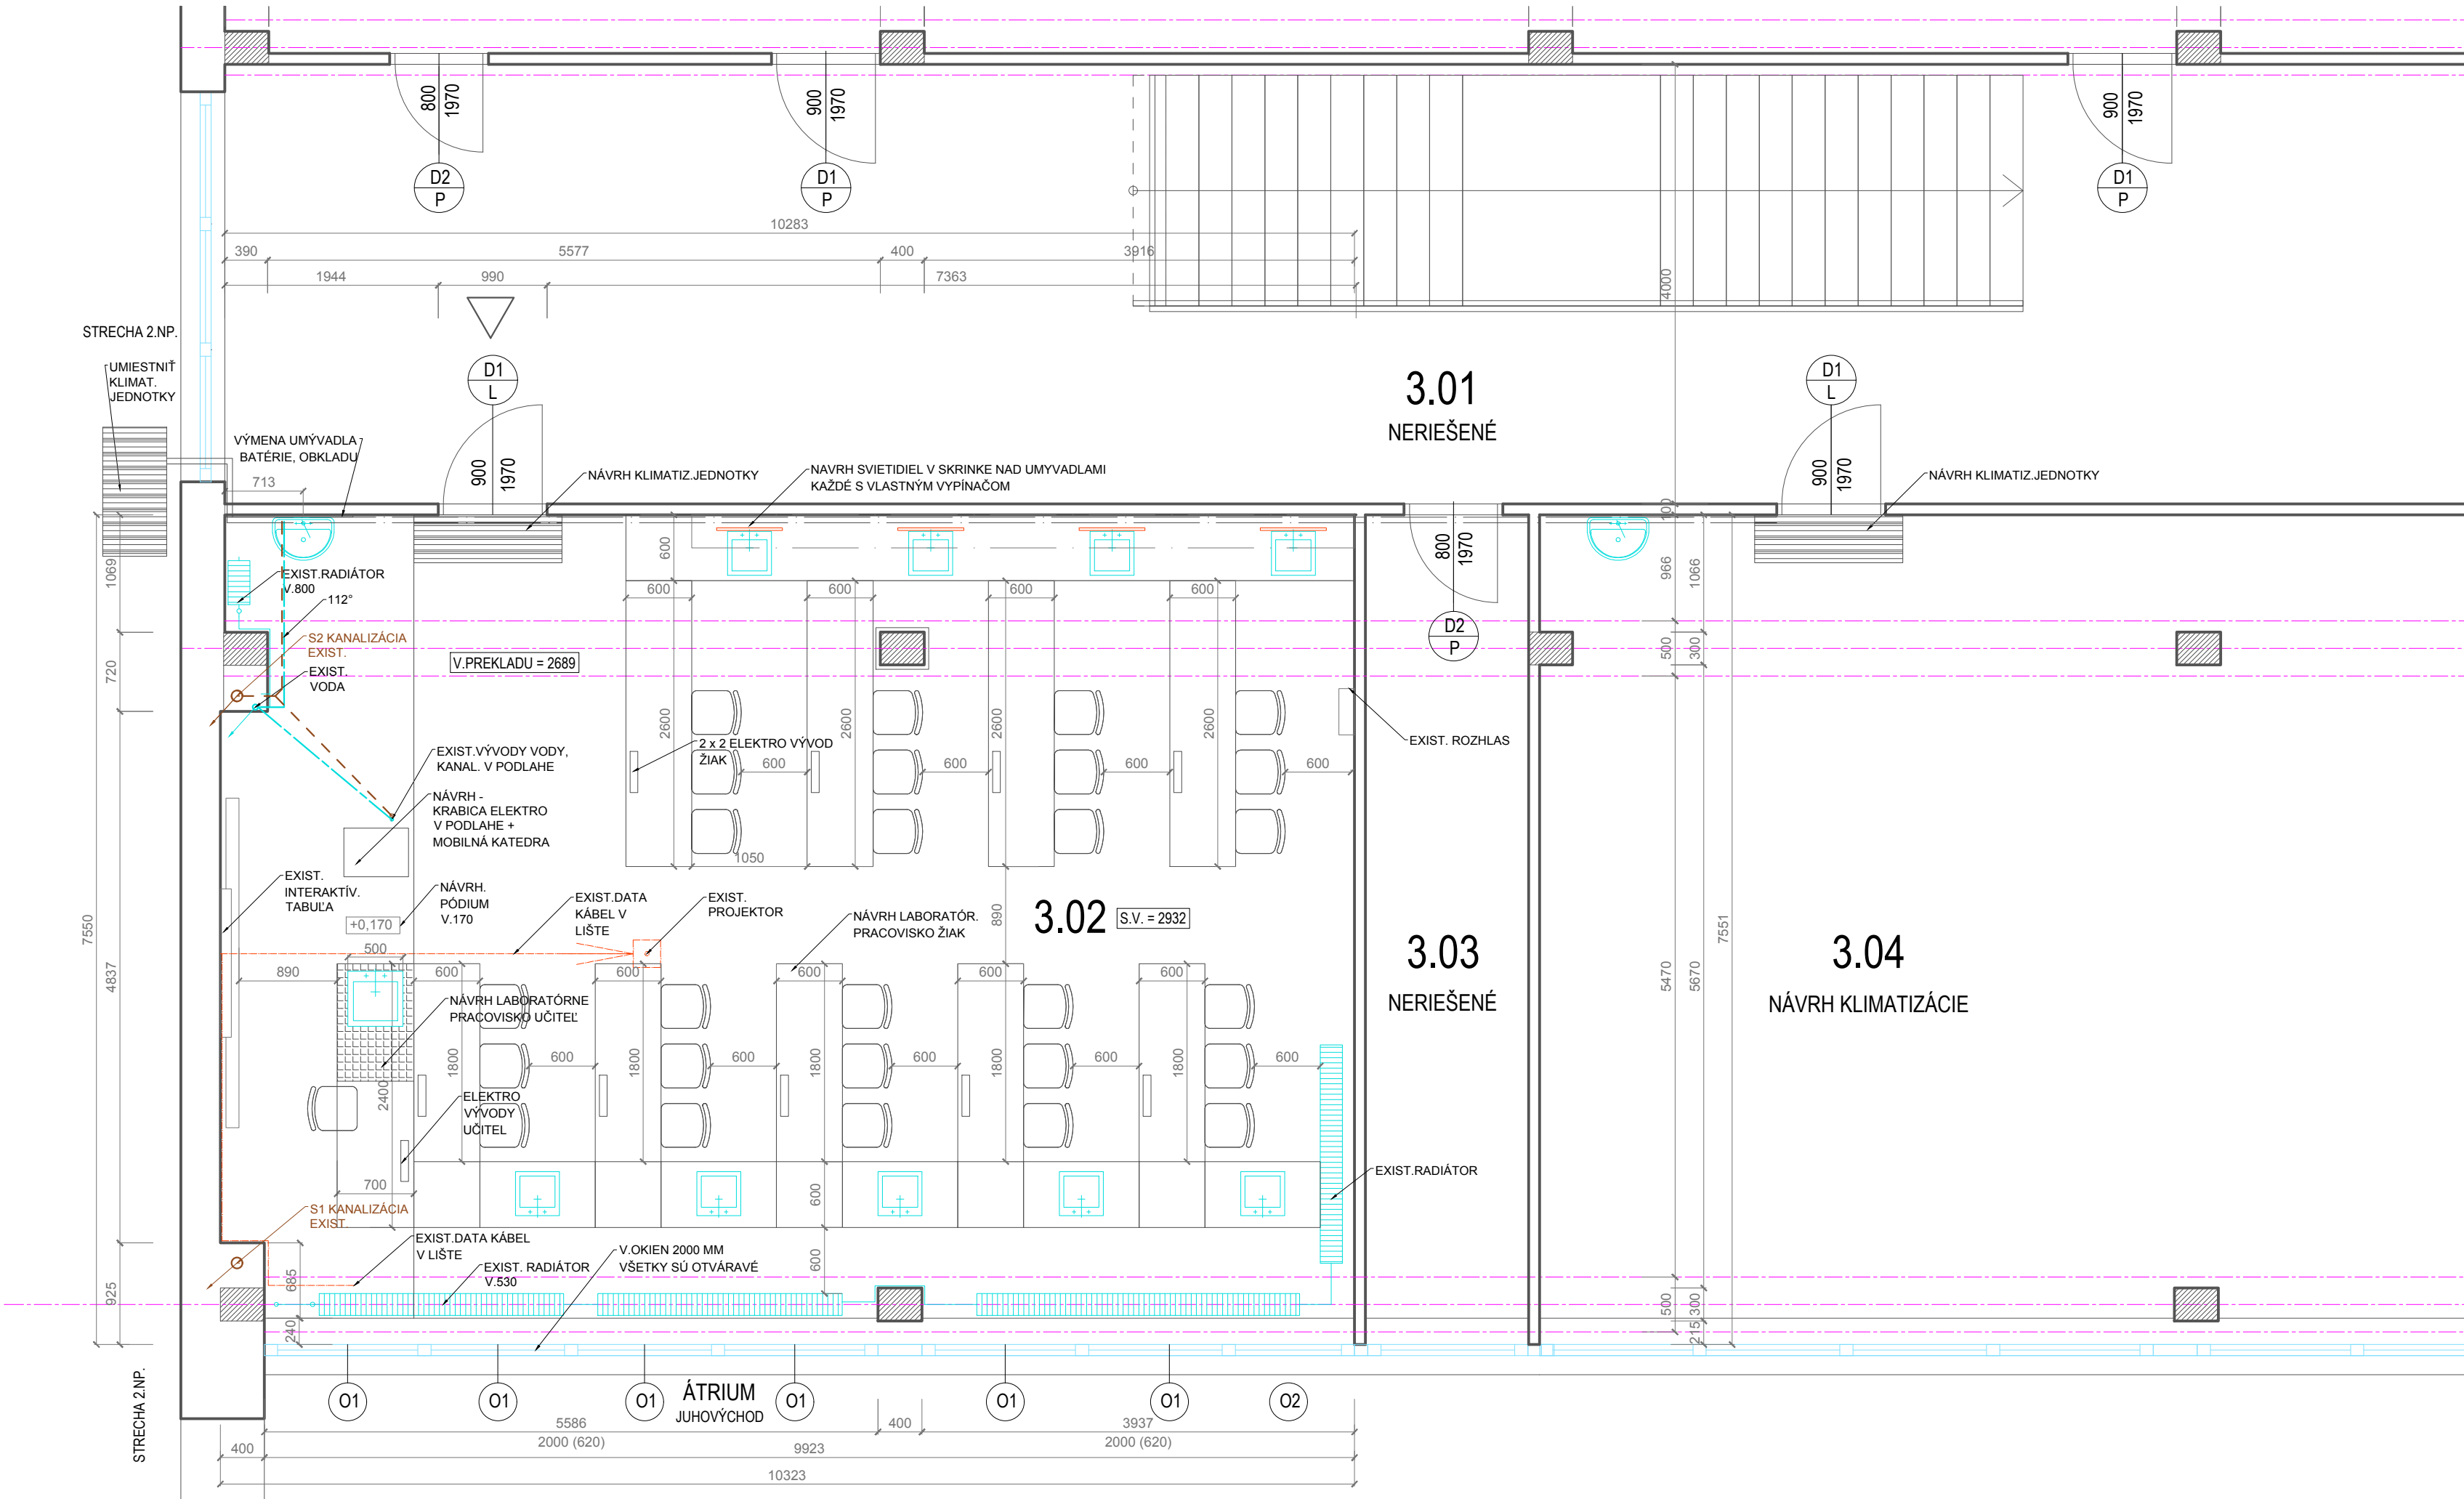 800
1970
D2
P
900
1970
D1
P
900
1970
D1
P
10283
390
5577
400
3916
1944
990
7363
4000
STRECHA 2.NP.
UMIESTNIŤ
KLIMAT.
JEDNOTKY
D1
L
900
1970
3.01
NERIEŠENÉ
D1
L
900
1970
VÝMENA UMÝVADLA
BATÉRIE, OBKLADU
713
NÁVRH KLIMATIZ.JEDNOTKY
NAVRH SVIETIDIEL V SKRINKE NAD UMYVADLAMI
KAŽDÉ S VLASTNÝM VYPÍNAČOM
NÁVRH KLIMATIZ.JEDNOTKY
100
600
800
1970
D2
P
966
1066
1069
EXIST.RADIÁTOR
V.800
112°
600
600
600
600
S2 KANALIZÁCIA
EXIST.
EXIST.
VODA
V.PREKLADU = 2689
720
500
300
2600
2600
2600
2600
EXIST.VÝVODY VODY,
KANAL. V PODLAHE
2 x 2 ELEKTRO VÝVOD
ŽIAK
600
600
600
600
EXIST. ROZHLAS
NÁVRH -
KRABICA ELEKTRO
V PODLAHE +
MOBILNÁ KATEDRA
1050
EXIST.
INTERAKTÍV.
TABUĽA
NÁVRH.
PÓDIUM
V.170
+0,170
EXIST.DATA
KÁBEL V
LIŠTE
EXIST.
PROJEKTOR
NÁVRH LABORATÓR.
PRACOVISKO ŽIAK
890
3.02
S.V. = 2932
3.03
NERIEŠENÉ
3.04
NÁVRH KLIMATIZÁCIE
7550
4837
5470
5670
7551
500
890
600
600
600
600
600
NÁVRH LABORATÓRNE
PRACOVISKO UČITEĽ
1800
1800
1800
1800
1800
600
600
600
600
600
2400
ELEKTRO
VÝVODY
UČITEL
700
600
EXIST.RADIÁTOR
S1 KANALIZÁCIA
EXIST.
EXIST.DATA KÁBEL
V LIŠTE
EXIST. RADIÁTOR
V.530
V.OKIEN 2000 MM
VŠETKY SÚ OTVÁRAVÉ
600
685
240
925
500
300
215
STRECHA 2.NP.
O1
O1
O1
O1
O1
O1
O2
ÁTRIUM
JUHOVÝCHOD
5586
400
3937
2000 (620)
2000 (620)
400
9923
10323